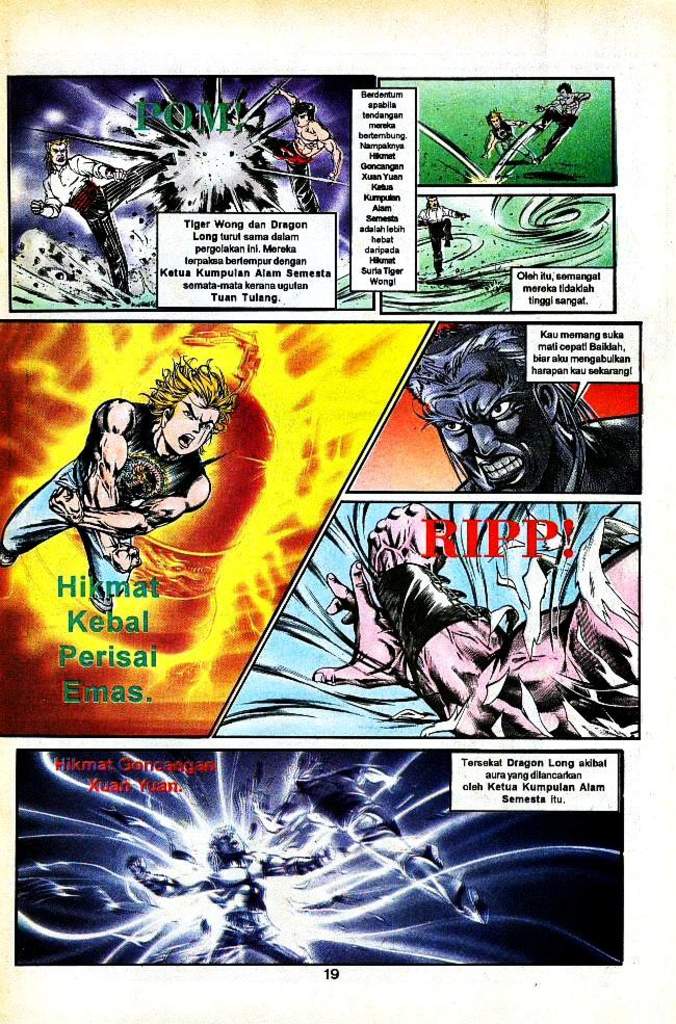 POM!
Tiger Wong dan Dragon
Long turut sama dalam
pergolakan ini. Mereka
terpaksa bertempur dengan
Ketua Kumpulan Alam Semesta
semata-mata kerana ugutan
Tuan Tulang.
Berdentum
apabila
tendangan
mereka
bertembung.
Nampaknya
Hikmat
Goncangan
Xuan Yuan
Ketua
Kumpulan
Alam
Semesta
adalah lebih
hebat
daripada
Hikmat
Suria Tiger
Wong!
Oleh itu, semangat
mereka tidaklah
tinggi sangat.
Hikmat
Kebal
Perisai
Emas.
Kau memang suka
mati cepat! Baiklah,
biar aku mengabulkan
harapan kau sekarang!
RIPP!
Hikmat Goncangan
Xuan Yuan.
Tersekat Dragon Long akibat
aura yang dilancarkan
oleh Ketua Kumpulan Alam
Semesta itu.
19